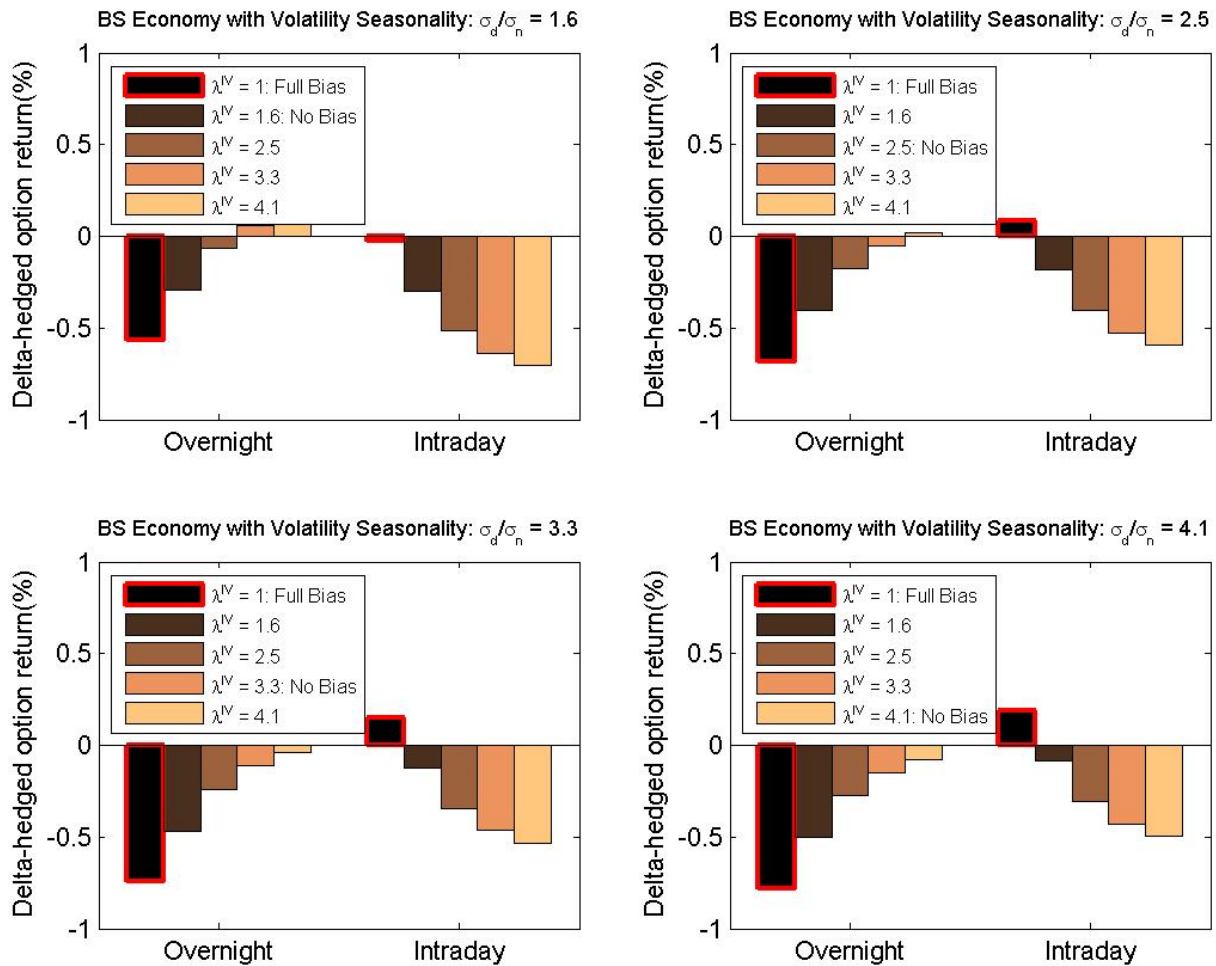 BS Economy with Volatility Seasonality: σd/σn = 1.6
Delta-hedged option return(%)
1
0.5
0
-0.5
-1
λIV = 1: Full Bias
λIV = 1.6: No Bias
λIV = 2.5
λIV = 3.3
λIV = 4.1
Overnight
Intraday
BS Economy with Volatility Seasonality: σd/σn = 2.5
Delta-hedged option return(%)
1
0.5
0
-0.5
-1
λIV = 1: Full Bias
λIV = 1.6
λIV = 2.5: No Bias
λIV = 3.3
λIV = 4.1
Overnight
Intraday
BS Economy with Volatility Seasonality: σd/σn = 3.3
Delta-hedged option return(%)
1
0.5
0
-0.5
-1
λIV = 1: Full Bias
λIV = 1.6
λIV = 2.5
λIV = 3.3: No Bias
λIV = 4.1
Overnight
Intraday
BS Economy with Volatility Seasonality: σd/σn = 4.1
Delta-hedged option return(%)
1
0.5
0
-0.5
-1
λIV = 1: Full Bias
λIV = 1.6
λIV = 2.5
λIV = 3.3
λIV = 4.1: No Bias
Overnight
Intraday